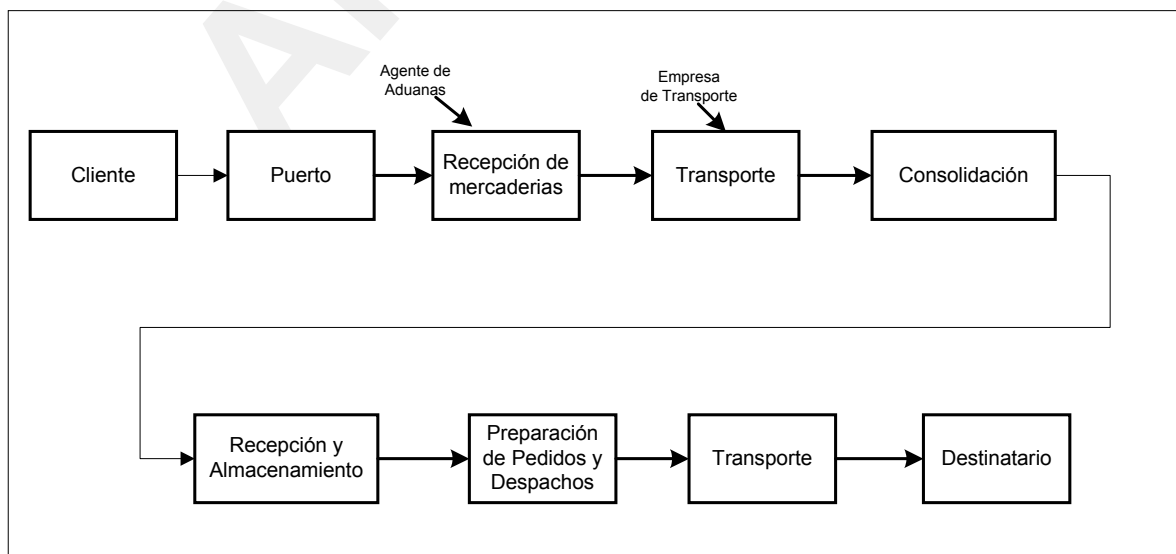 Agente de
Aduanas
Empresa
de Transporte
Cliente
Puerto
Recepción de
mercaderias
Transporte
Consolidación
Recepción y
Almacenamiento
Preparación
de Pedidos y
Despachos
Transporte
Destinatario